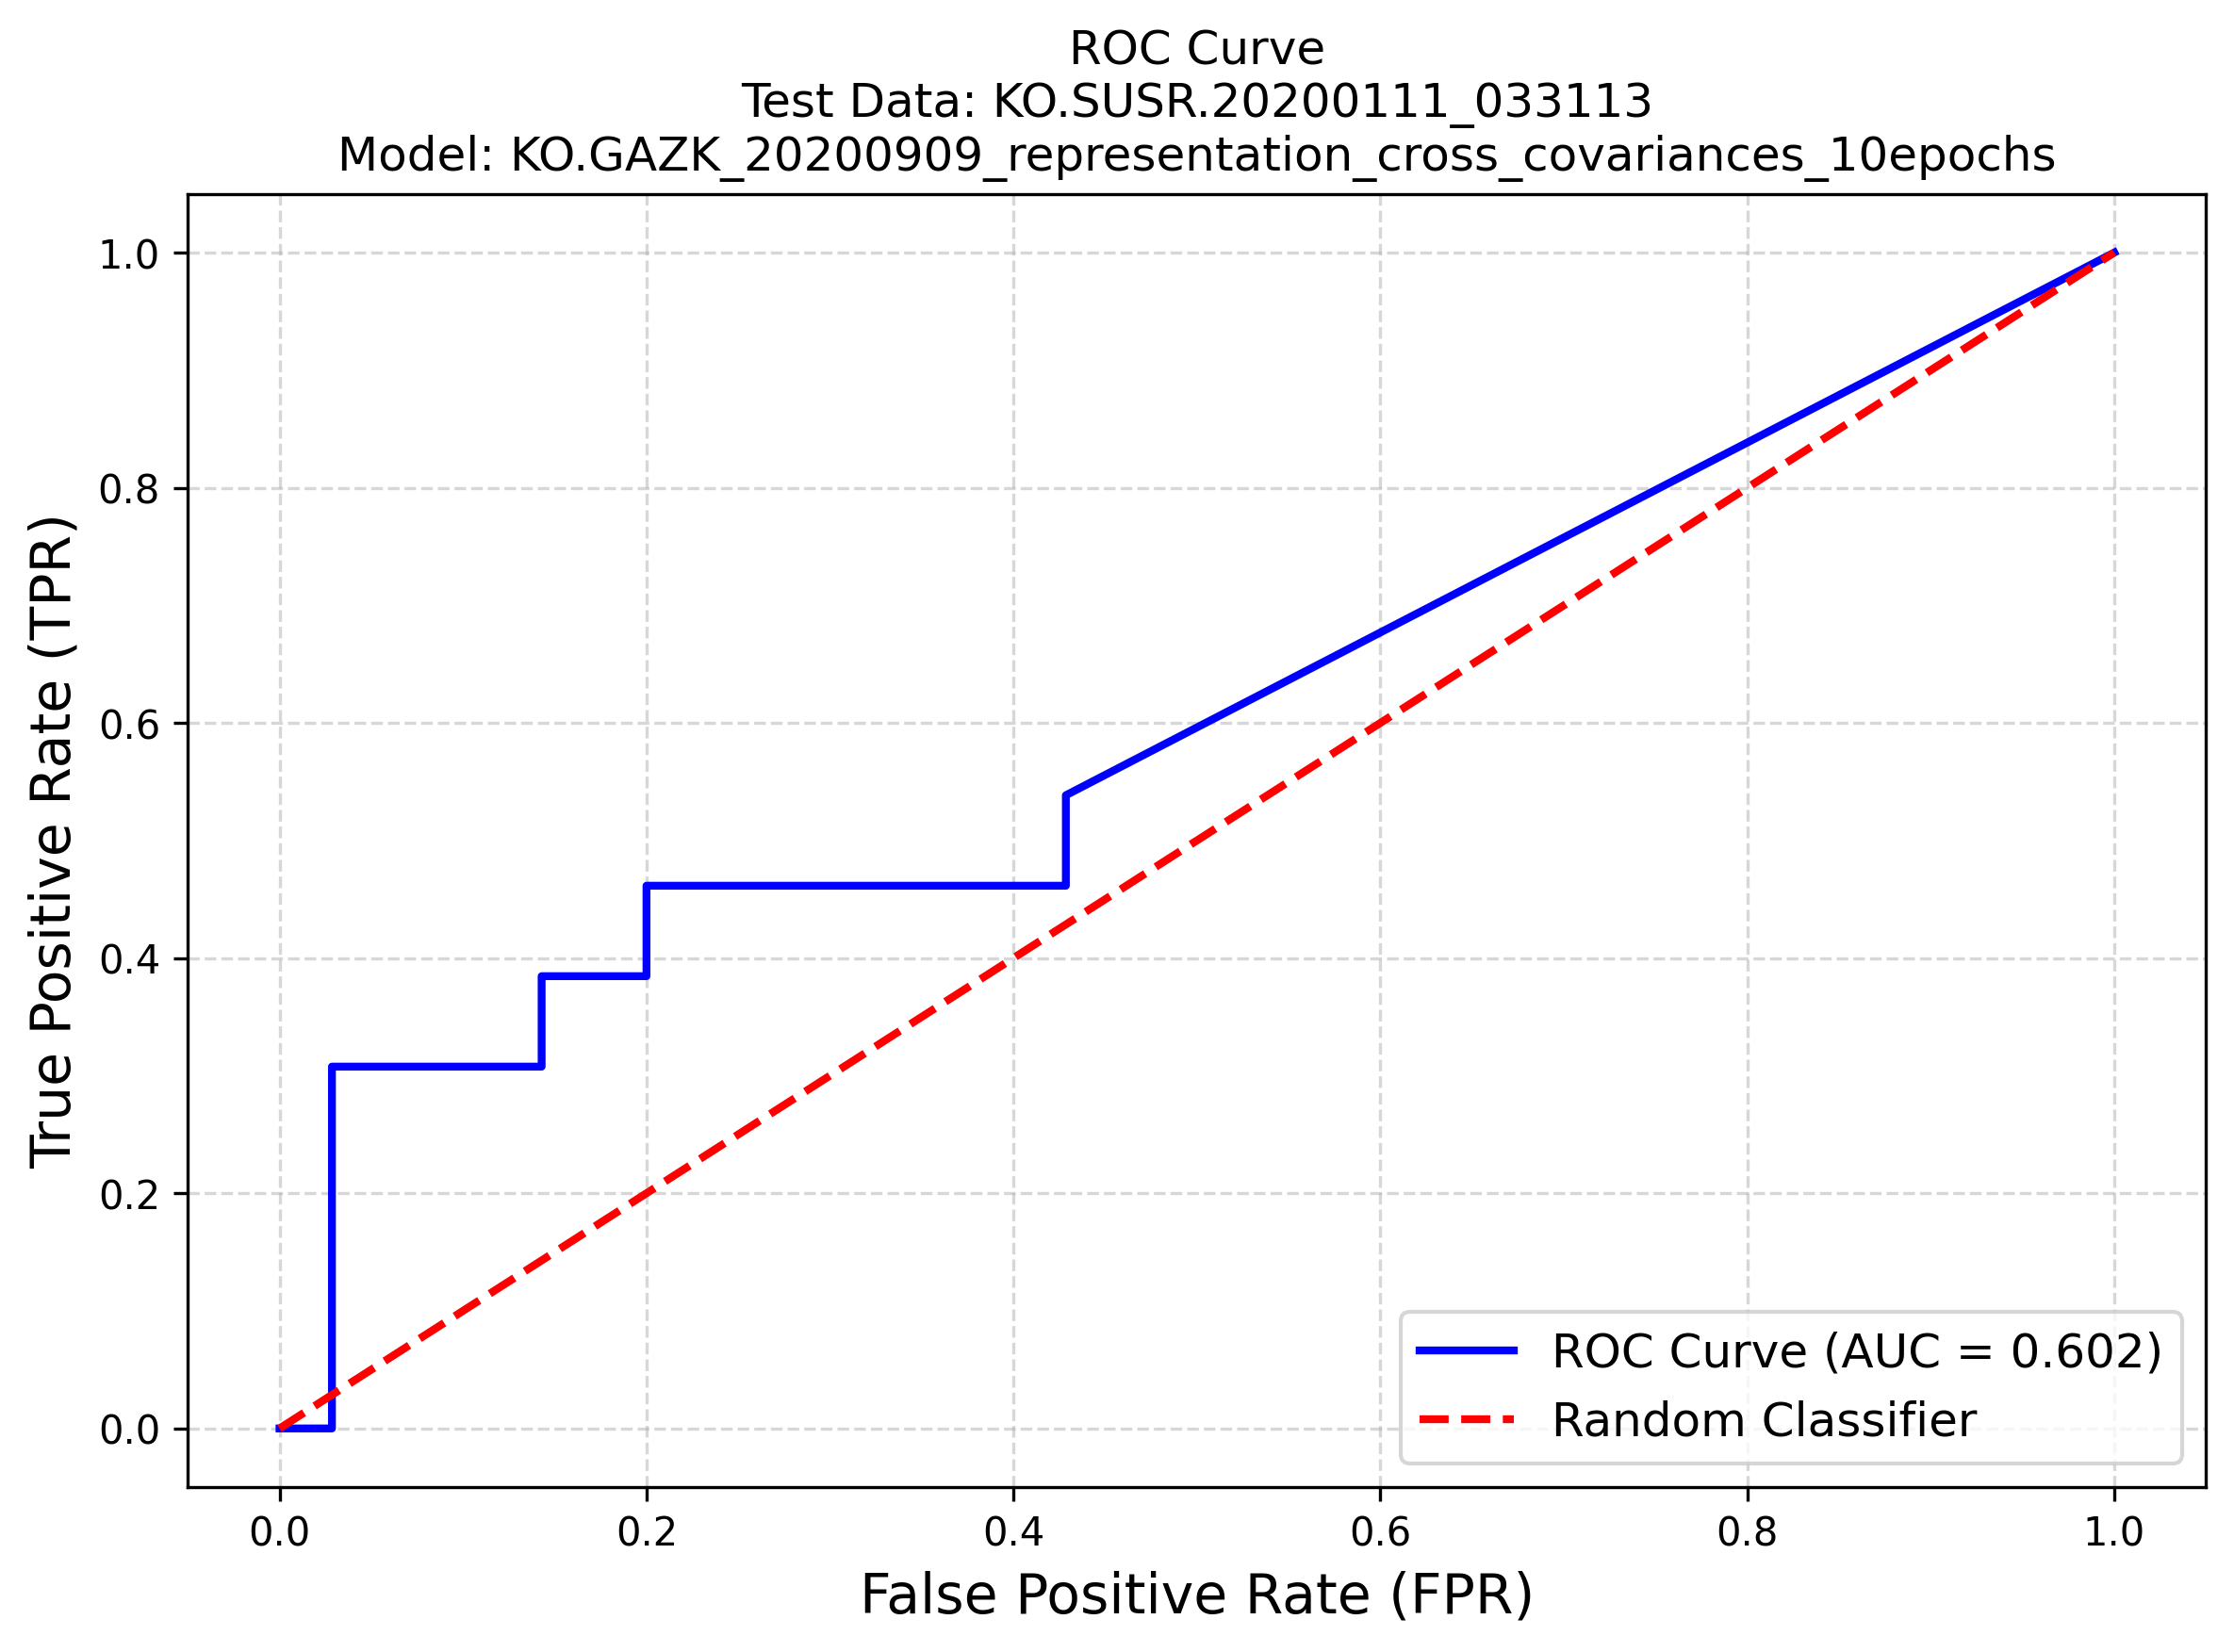 ROC Curve
Test Data: KO.SUSR.20200111_033113
Model: KO.GAZK_20200909_representation_cross_covariances_10epochs
True Positive Rate (TPR)
1.0
0.8
0.6
0.4
0.2
0.0
ROC Curve (AUC = 0.602)
Random Classifier
0.0 0.2 0.4 0.6 0.8 1.0
False Positive Rate (FPR)